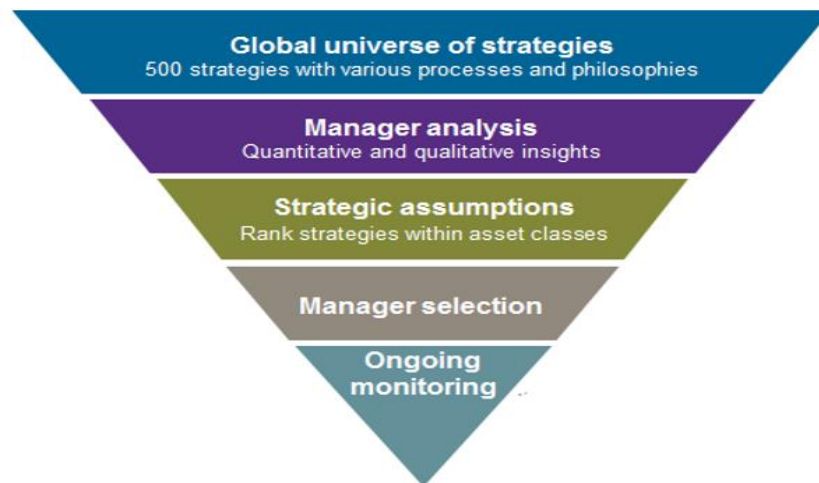 Global universe of strategies
500 strategies with various processes and philosophies
Manager analysis
Quantitative and qualitative insights
Strategic assumptions
Rank strategies within asset classes
Manager selection
Ongoing
monitoring